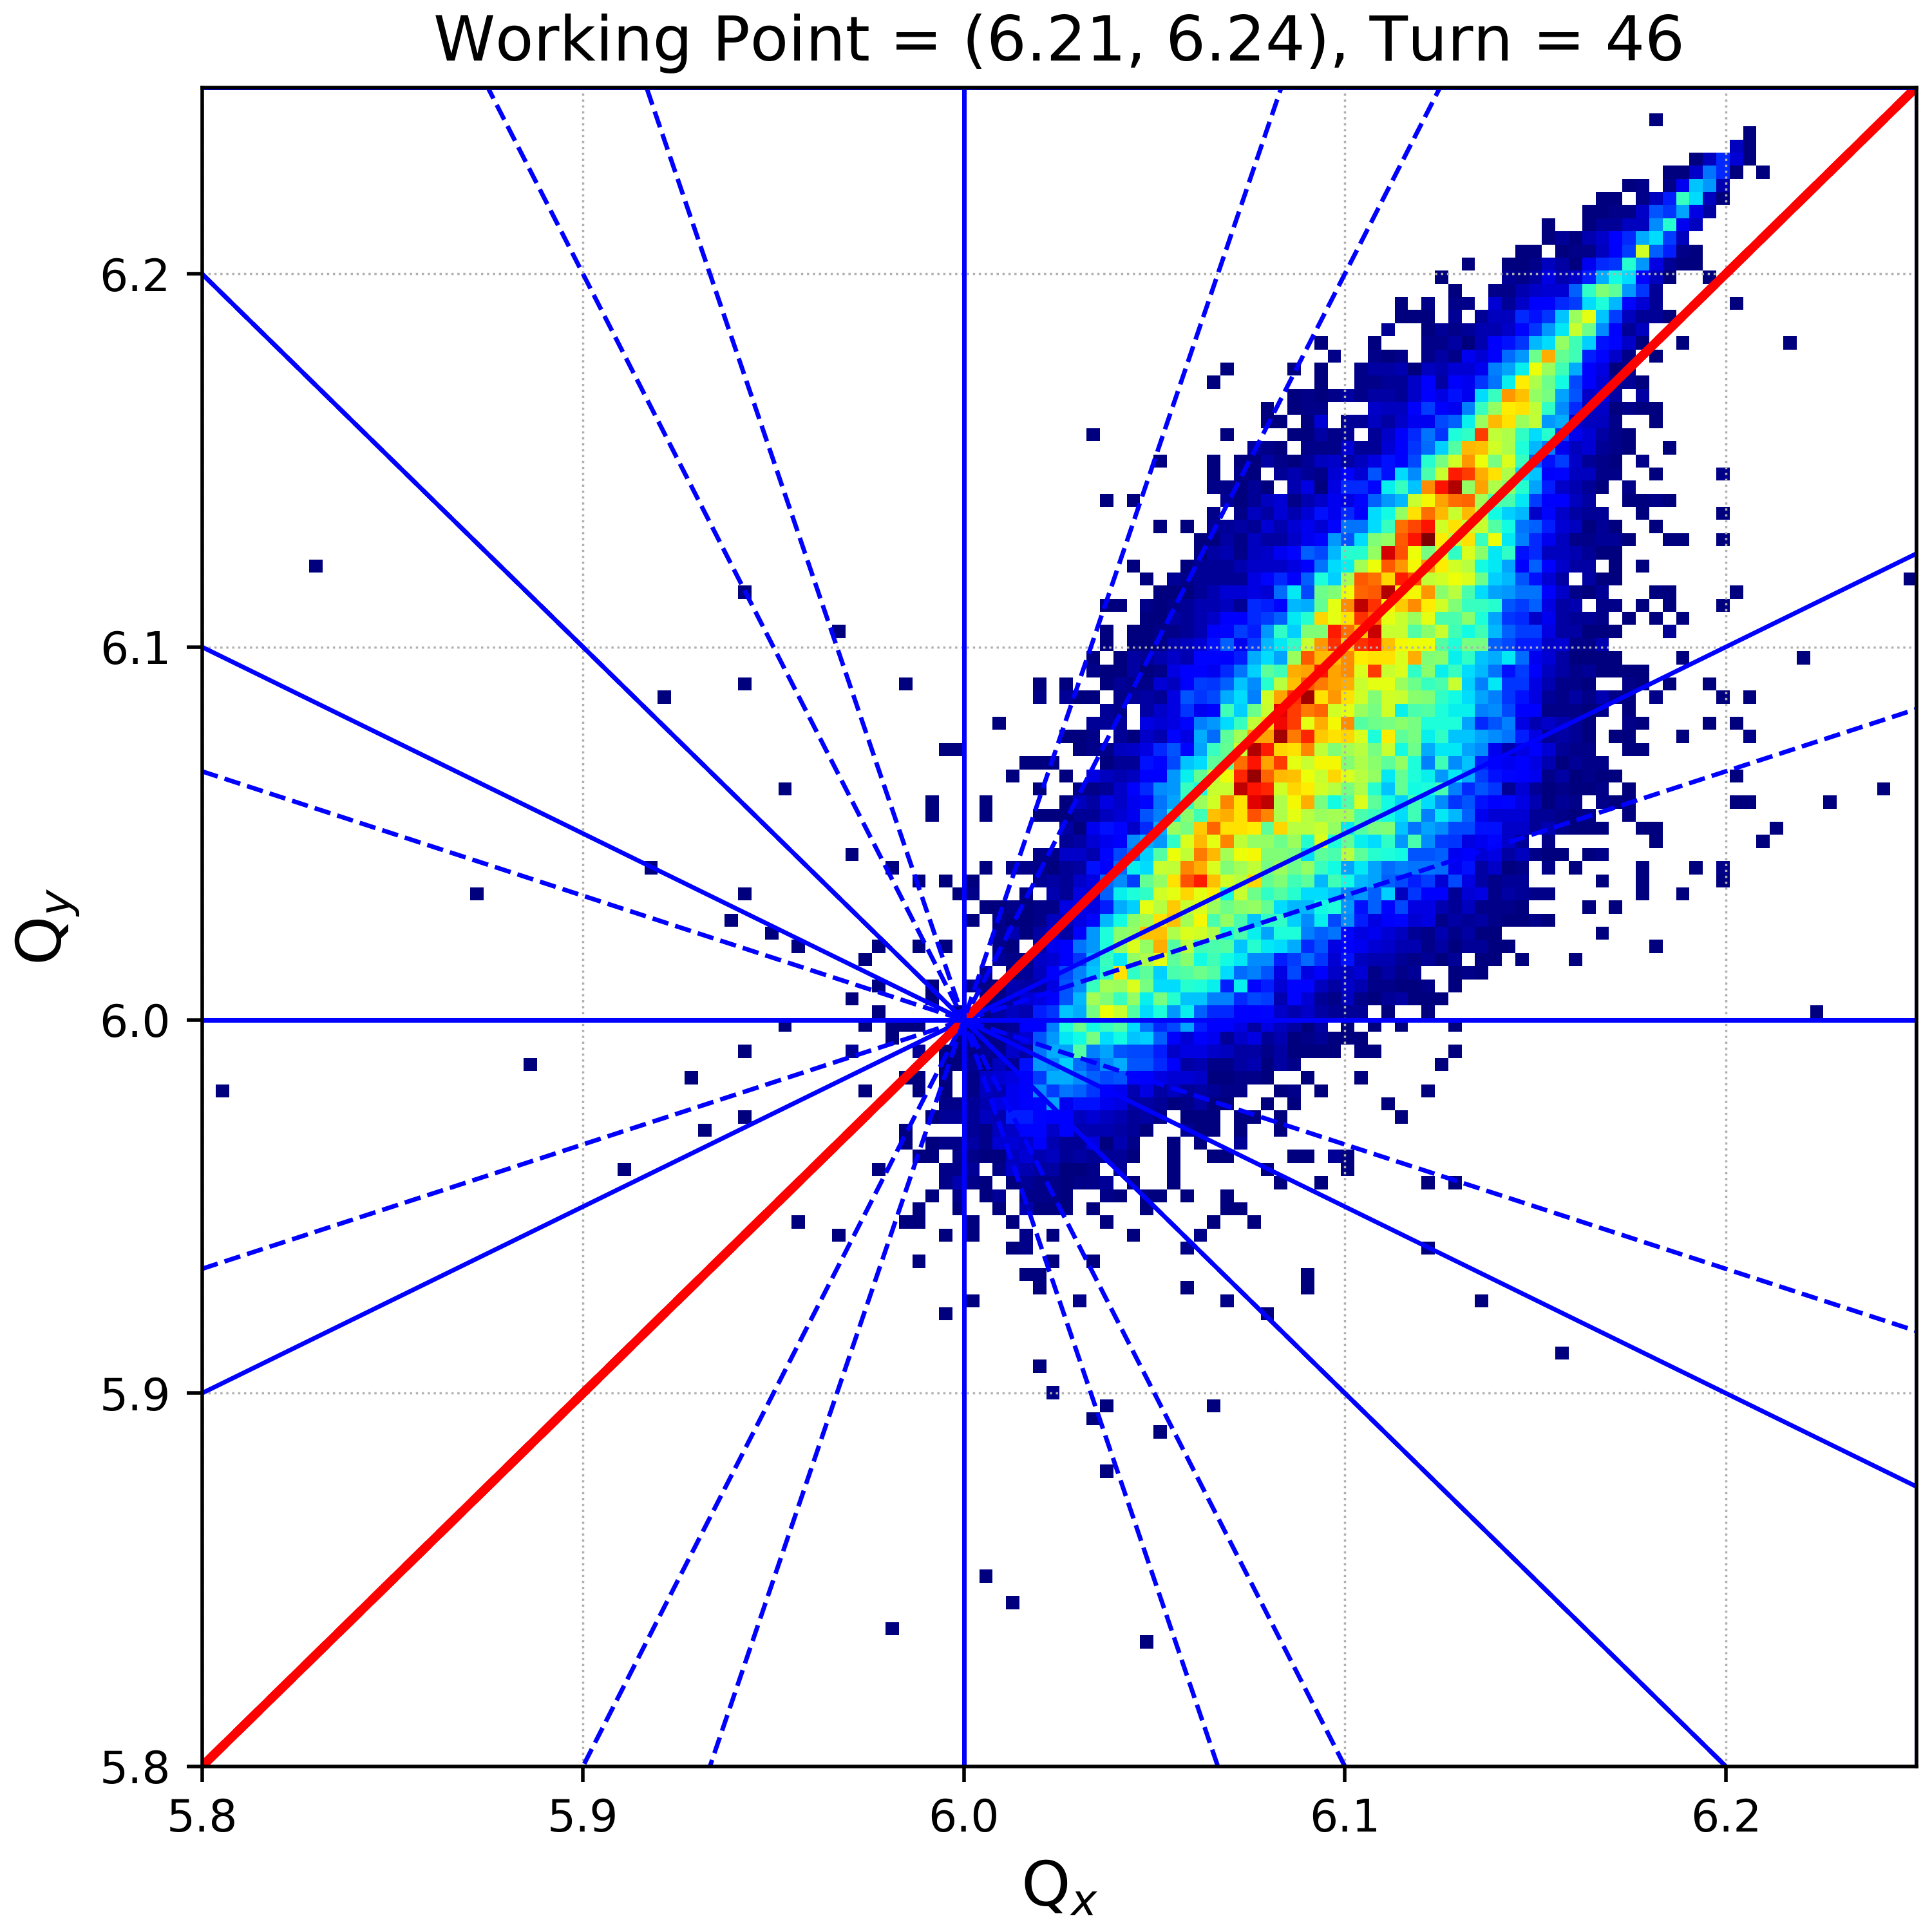 Working Point = (6.21, 6.24), Turn = 46
6.2
6.1
6.0
5.9
5.8
Qy
5.8 5.9 6.0 6.1 6.2
Qx